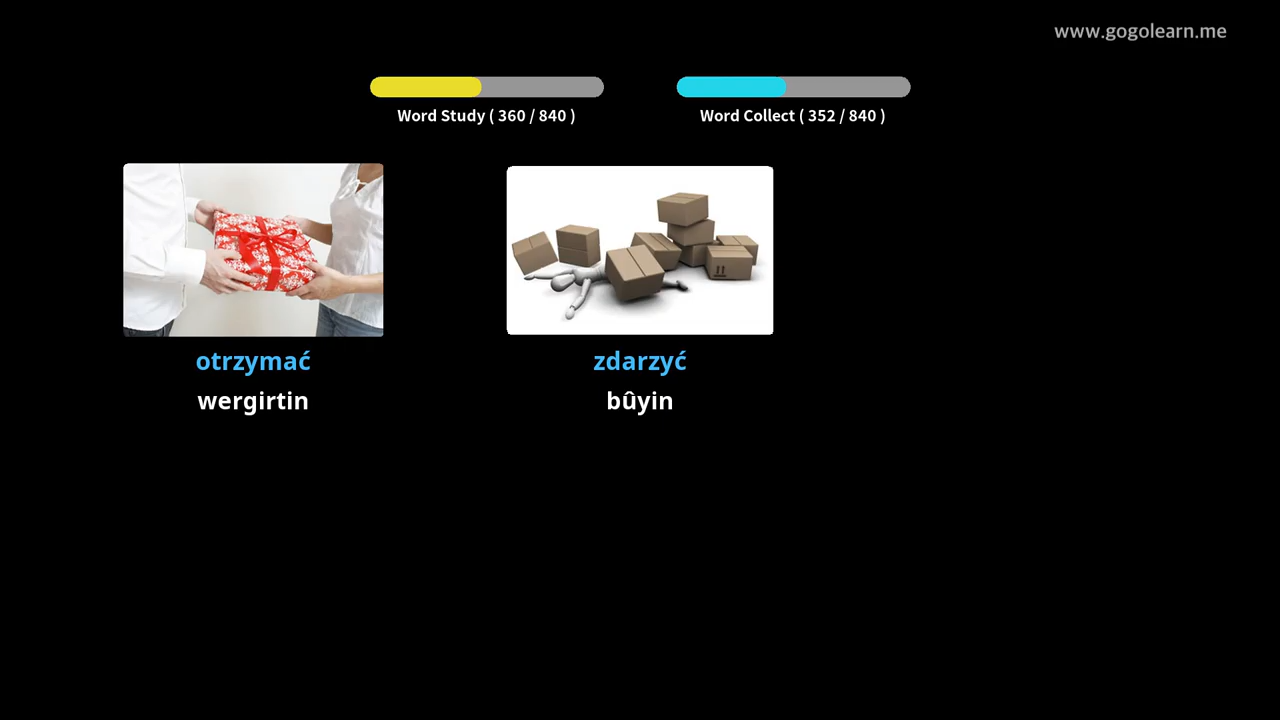 www.gogolearn.me
Word Study ( 360 / 840 )
Word Collect ( 352 / 840 )
otrzymać
wergirtin
zdarzyć
bûyin